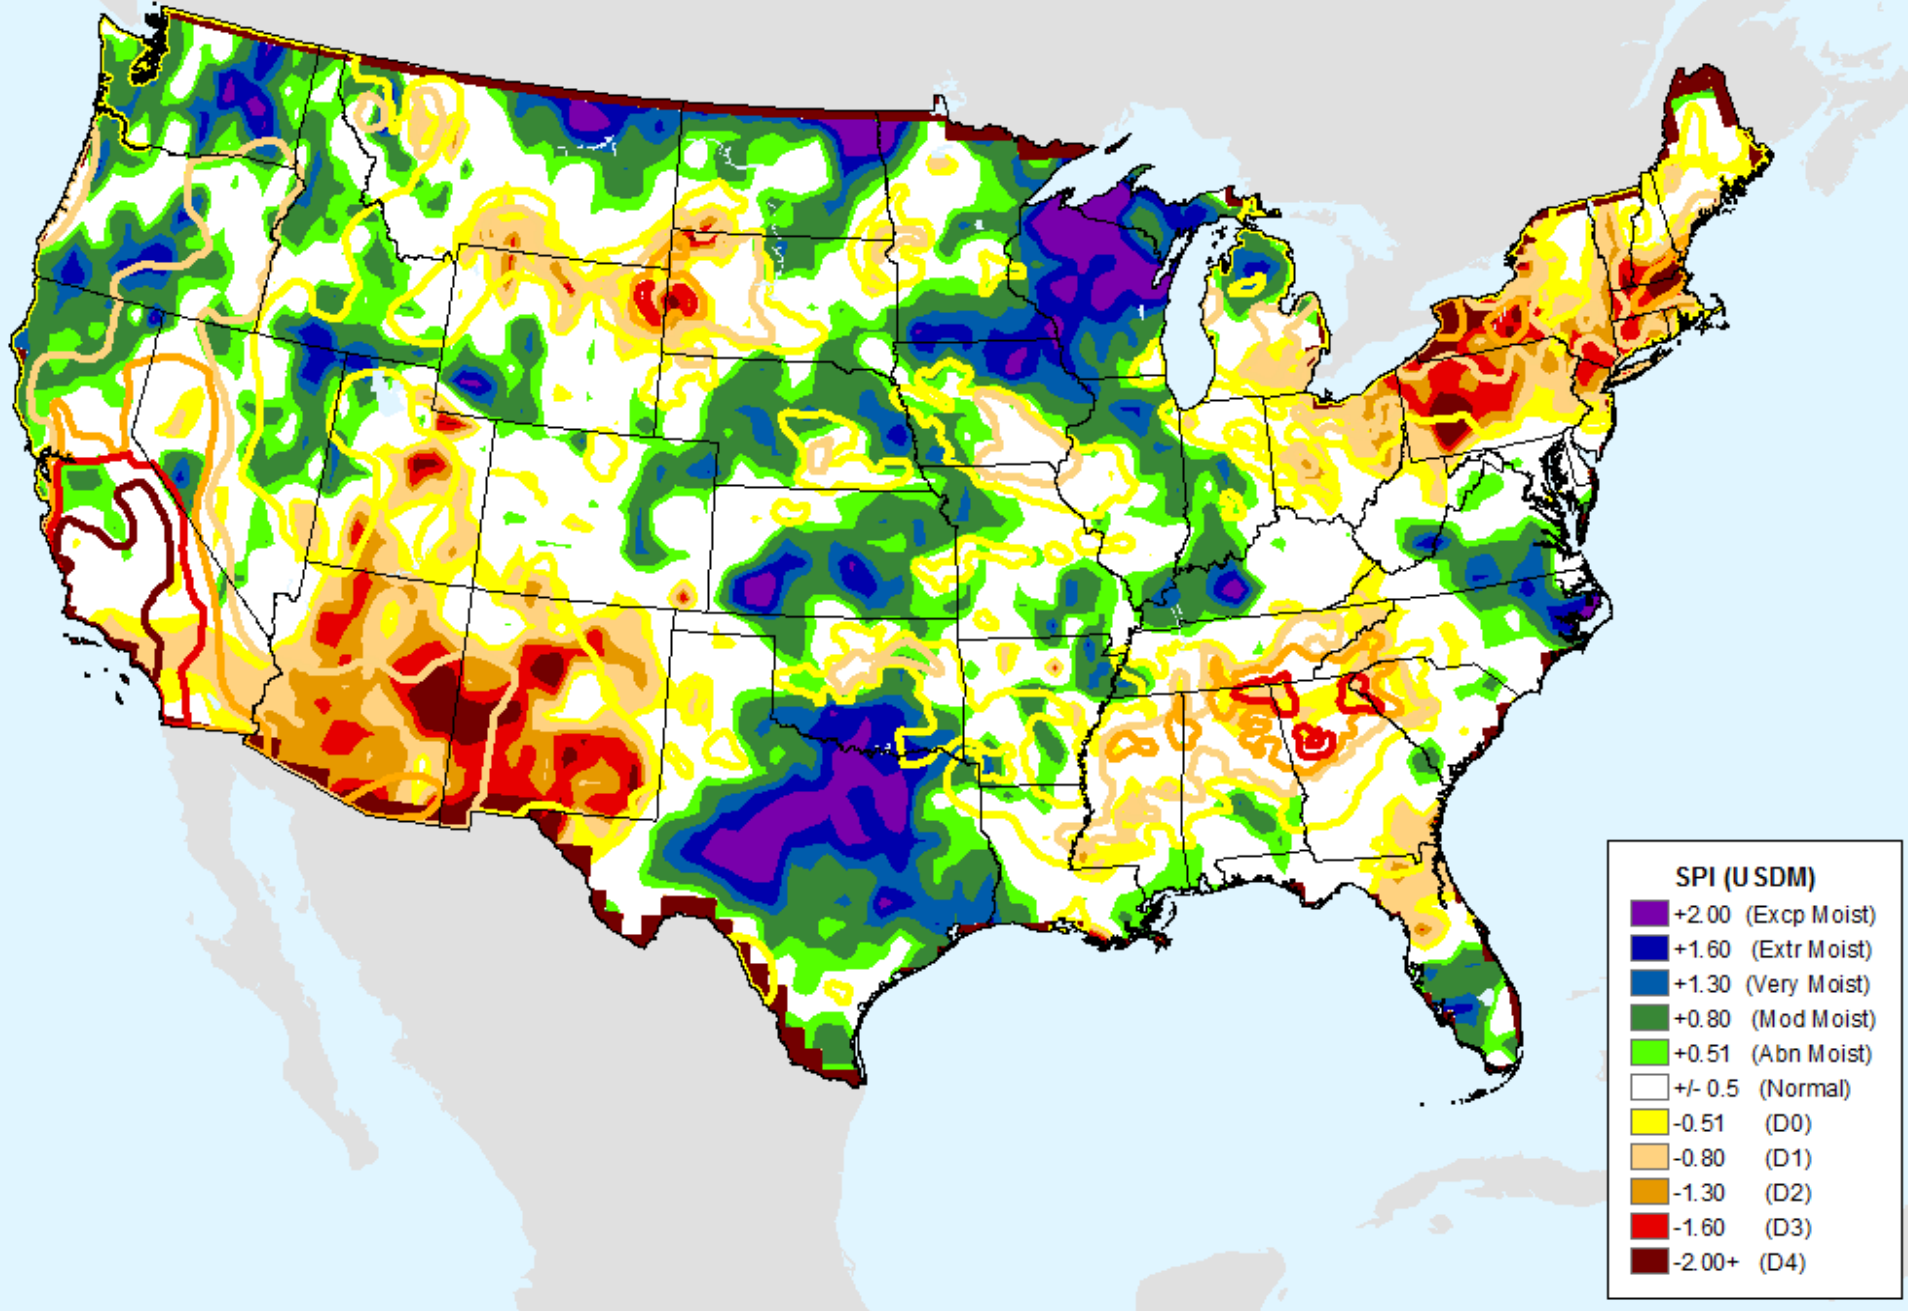 SPI (USDM)
+2.00 (Excp Moist)
+1.60 (Extr Moist)
+1.30 (Very Moist)
+0.80 (Mod Moist)
+0.51 (Abn Moist)
+/- 0.5 (Normal)
-0.51 (D0)
-0.80 (D1)
-1.30 (D2)
-1.60 (D3)
-2.00+ (D4)